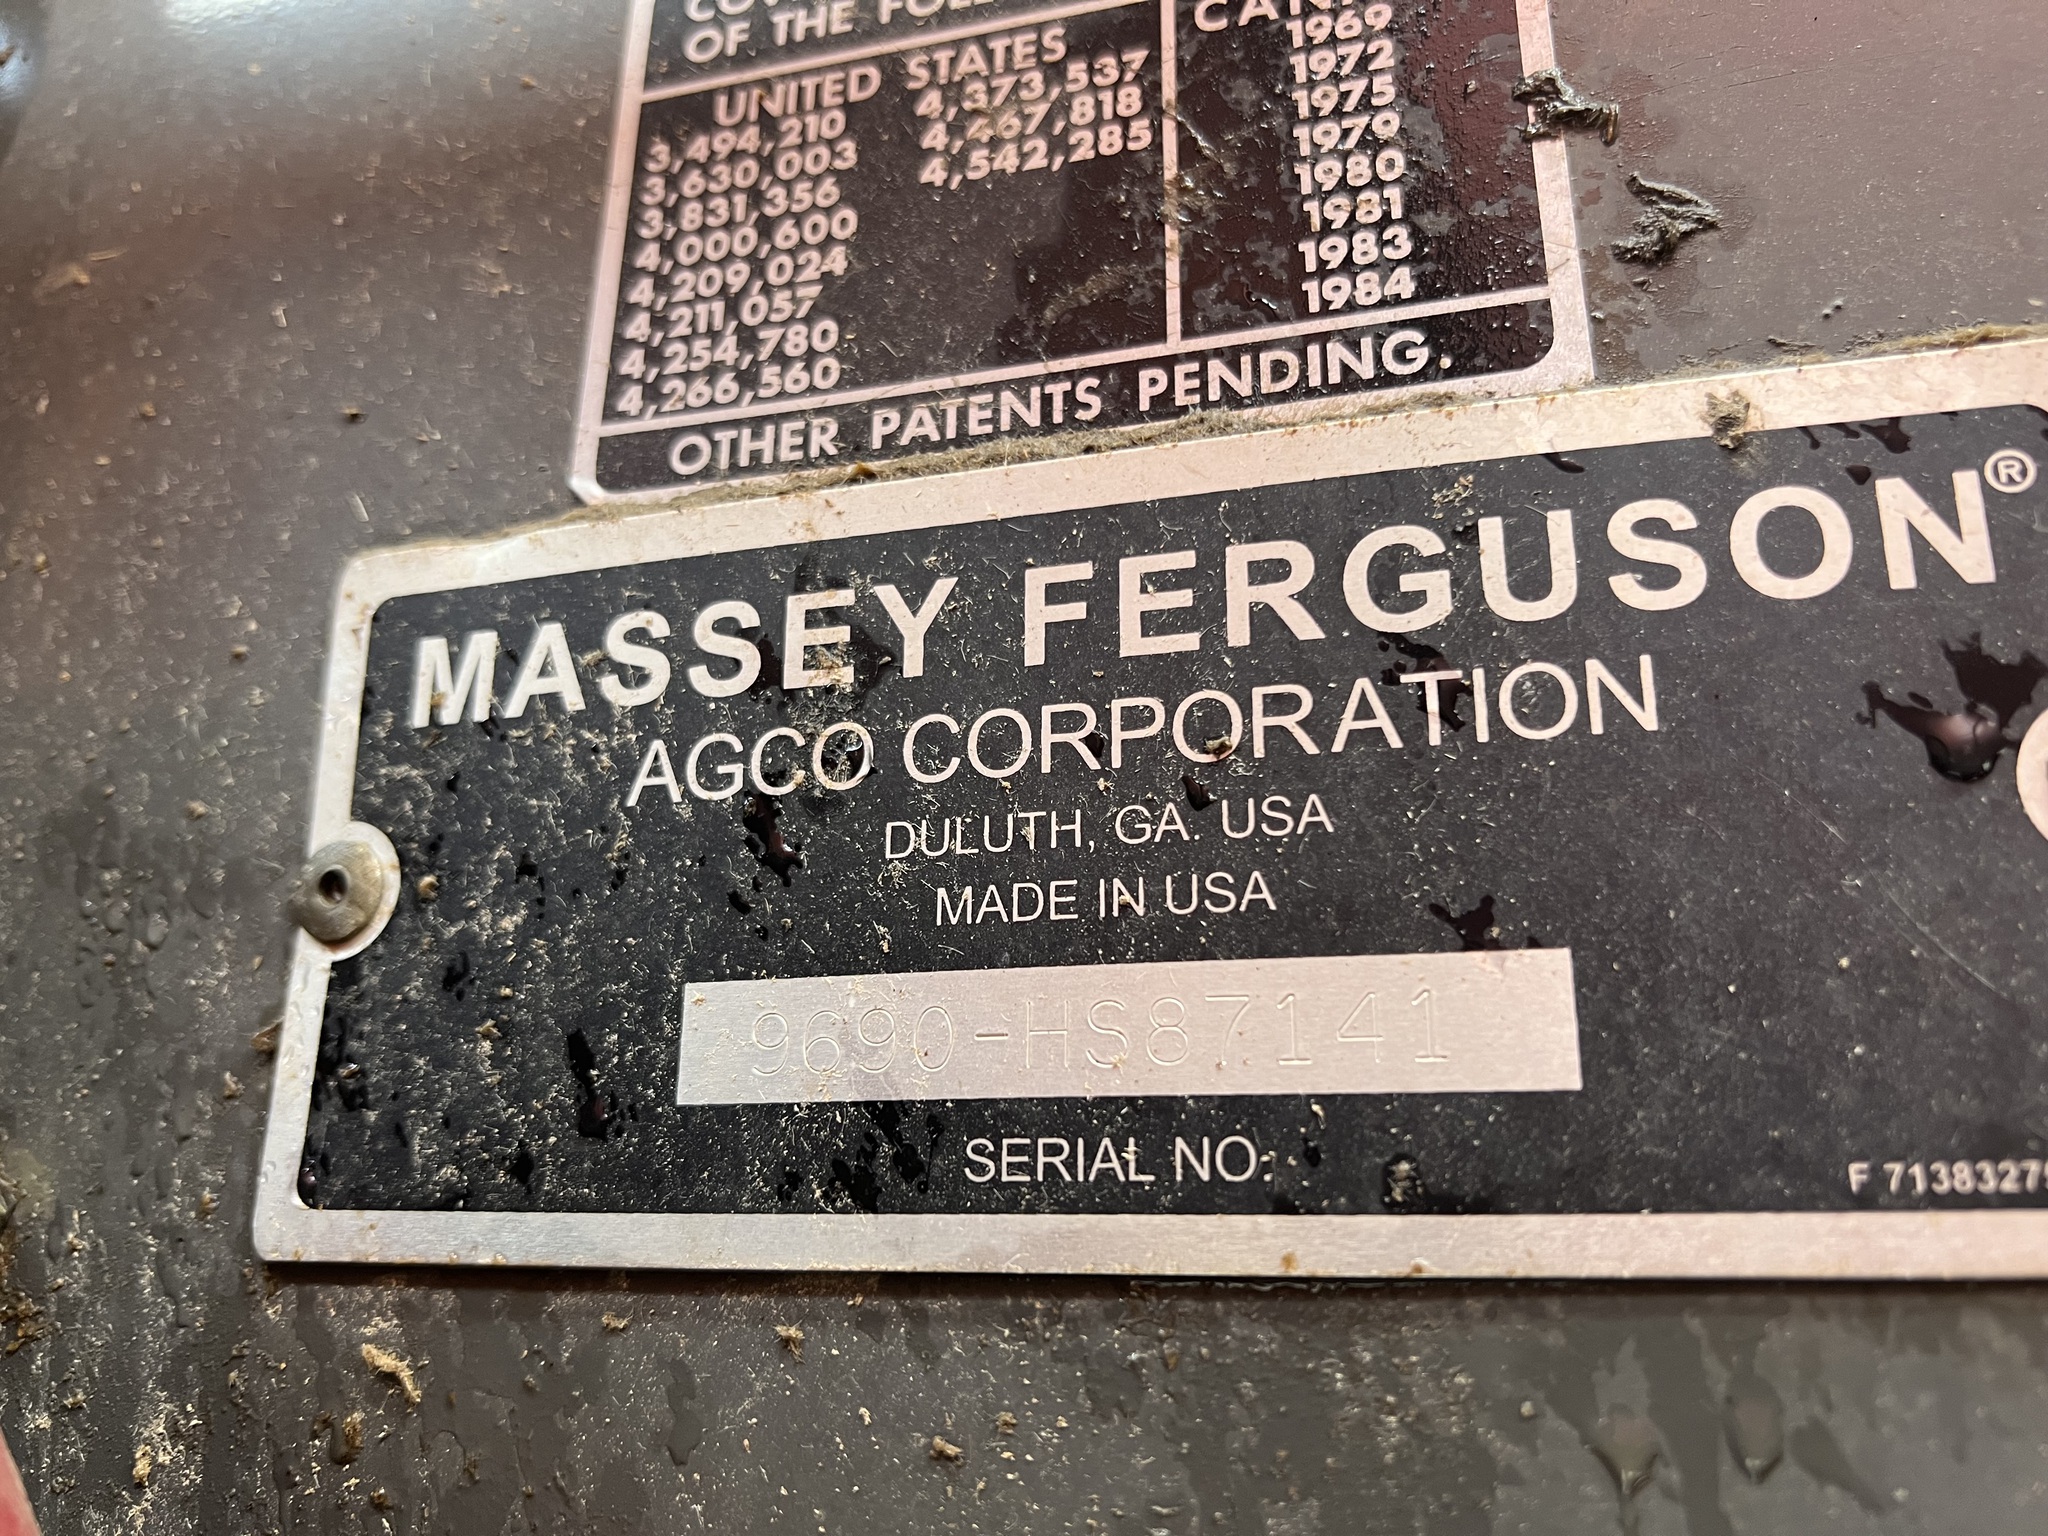 OF THE
UNITED STATES
3,494,210 4,373,537
3,630,003 4,467,818
3,831,356 4,542,285
4,000,600
4,209,024
4,211,057
4,254,780
4,266,560
1969
1972
1975
1979
1980
1981
1983
1984
OTHER PATENTS PENDING.
MASSEY FERGUSON®
AGCO CORPORATION
DULUTH, GA. USA
MADE IN USA
9690-HS87141
SERIAL NO:
F 7138327